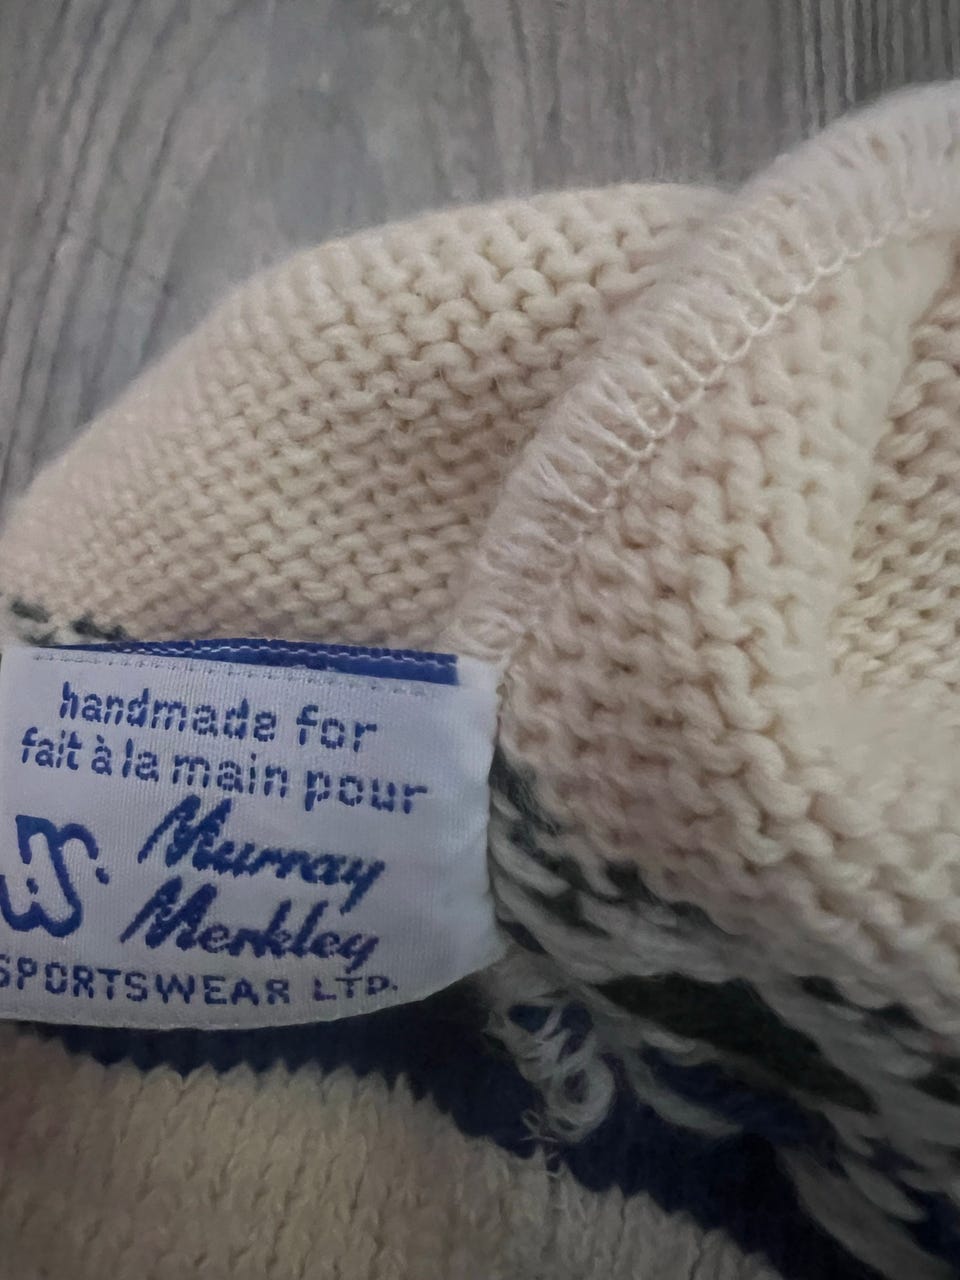 handmade for
fait à la main pour
Murray
Merkley
SPORTSWEAR LTD.